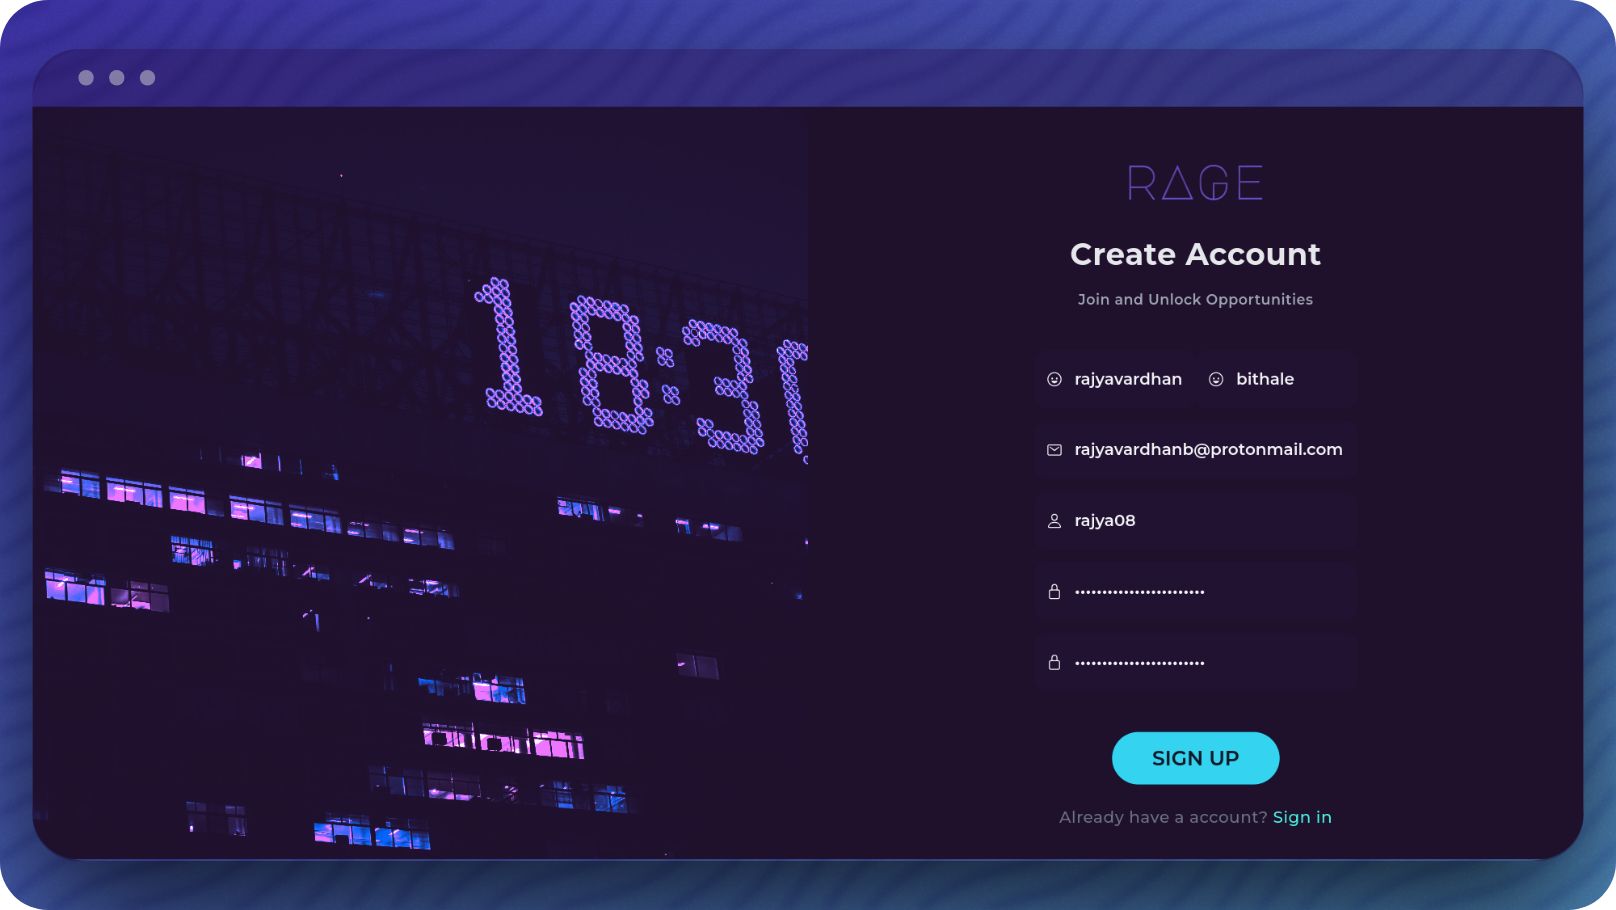 18:3
RAGE
Create Account
Join and Unlock Opportunities
rajyavardhan bithale
rajyavardhanb@protonmail.com
rajya08
••••••••••••••••••••••••
••••••••••••••••••••••••
SIGN UP
Already have a account? Sign in